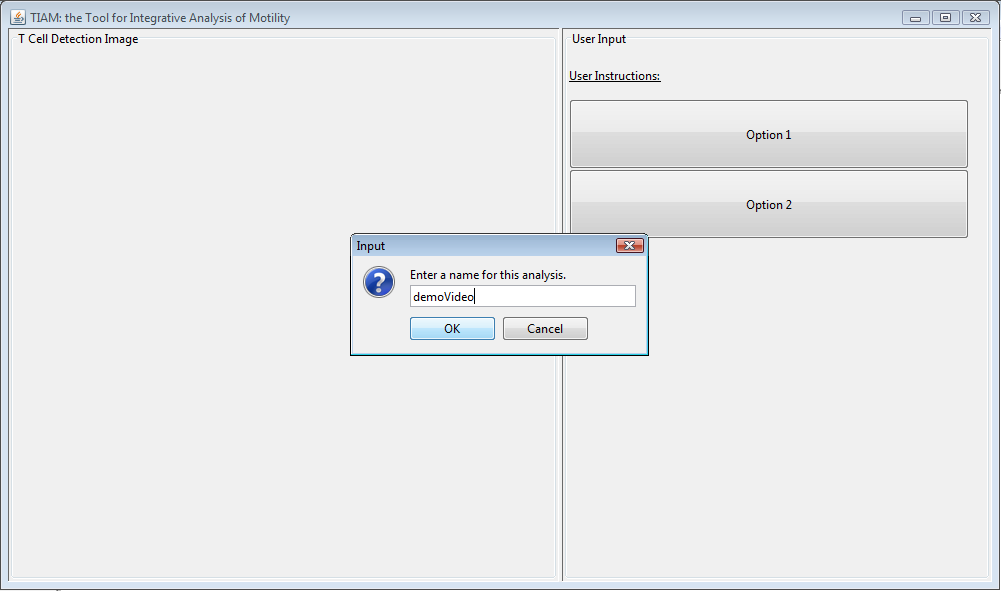 TIAM: the Tool for Integrative Analysis of Motility
T Cell Detection Image
User Input
User Instructions:
Option 1
Option 2
Input
?
Enter a name for this analysis.
demoVideo
OK
Cancel